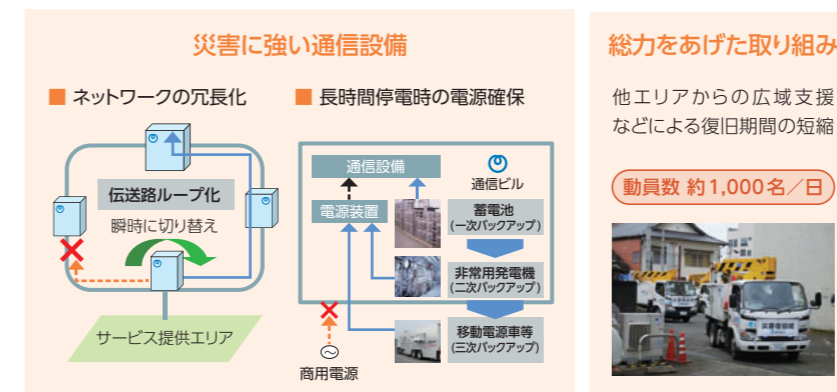 災害に強い通信設備
■ ネットワークの冗長化
伝送路ループ化
瞬時に切り替え
サービス提供エリア
■ 長時間停電時の電源確保
通信設備
通信ビル
電源装置
蓄電池
(一次バックアップ)
非常用発電機
(二次バックアップ)
移動電源車等
(三次バックアップ)
商用電源
総力をあげた取り組み
他エリアからの広域支援
などによる復旧期間の短縮
動員数 約1,000名／日
災害復旧